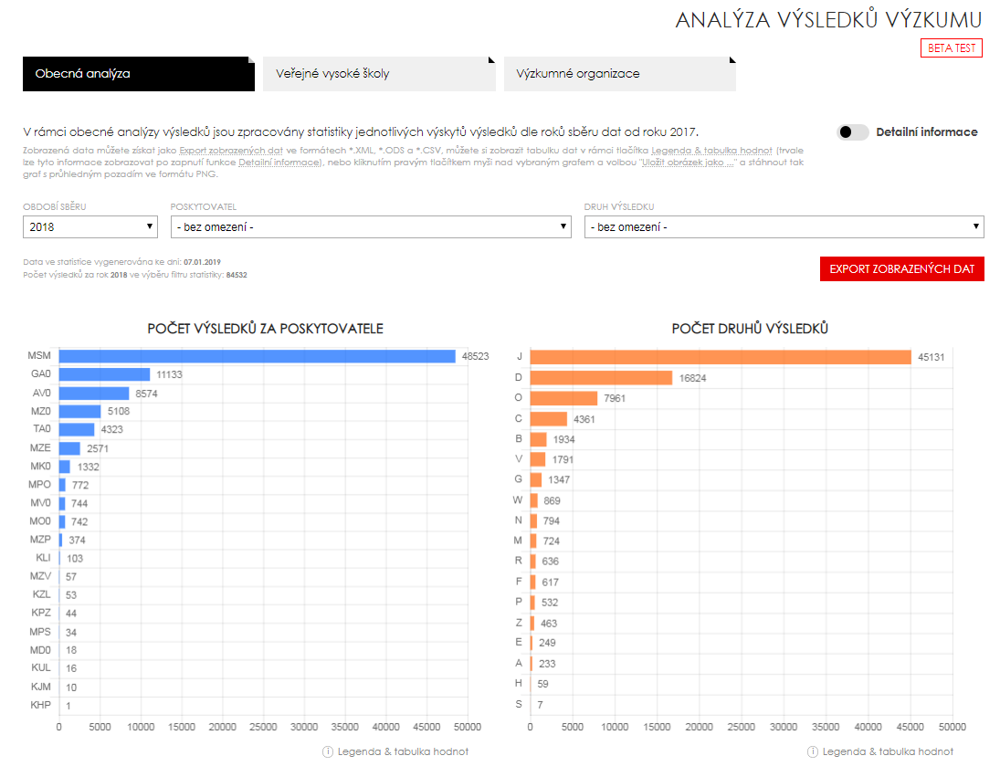 ANALÝZA VÝSLEDKŮ VÝZKUMU
BETA TEST
Obecná analýza
Veřejné vysoké školy
Výzkumné organizace
V rámci obecné analýzy výsledků jsou zpracovány statistiky jednotlivých výskytů výsledků dle roků sběru dat od roku 2017.
Detailní informace
Zobrazená data můžete získat jako Export zobrazených dat ve formátech *.XML, *.ODS a *.CSV, můžete si zobrazit tabulku dat v rámci tlačítka Legenda & tabulka hodnot (trvale
lze tyto informace zobrazovat po zapnutí funkce Detailní informace), nebo kliknutím pravým tlačítkem myši nad vybraným grafem a volbou "Uložit obrázek jako ..." a stáhnout tak
graf s průhledným pozadím ve formátu PNG.
OBDOBÍ SBĚRU
POSKYTOVATEL
DRUH VÝSLEDKU
2018
- bez omezení -
- bez omezení -
Data ve statistice vygenerována ke dni: 07.01.2019
Počet výsledků za rok 2018 ve výběru filtru statistiky: 84532
EXPORT ZOBRAZENÝCH DAT
POČET VÝSLEDKŮ ZA POSKYTOVATELE
MSM 48523
GA0 11133
AV0 8574
MZ0 5108
TA0 4323
MZE 2571
MK0 1332
MPO 772
MV0 744
MO0 742
MZP 374
KLI 103
MZV 57
KZL 53
KPZ 44
MPS 34
MD0 18
KUL 16
KJM 10
KHP 1
0 5000 10000 15000 20000 25000 30000 35000 40000 45000 50000
Legenda & tabulka hodnot
POČET DRUHŮ VÝSLEDKŮ
J 45131
D 16824
O 7961
C 4361
B 1934
V 1791
G 1347
W 869
N 794
M 724
R 636
F 617
P 532
Z 463
E 249
A 233
H 59
S 7
0 5000 10000 15000 20000 25000 30000 35000 40000 45000 50000
Legenda & tabulka hodnot